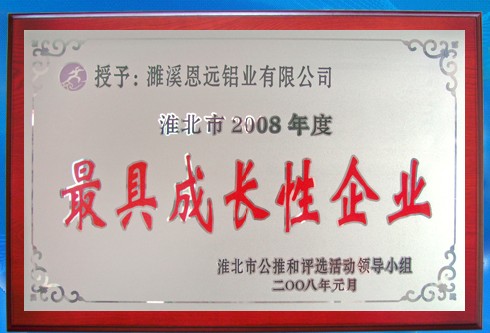 授予：濉溪恩远铝业有限公司
淮北市2008年度
最具成长性企业
淮北市公推和评选活动领导小组
二〇〇八年元月